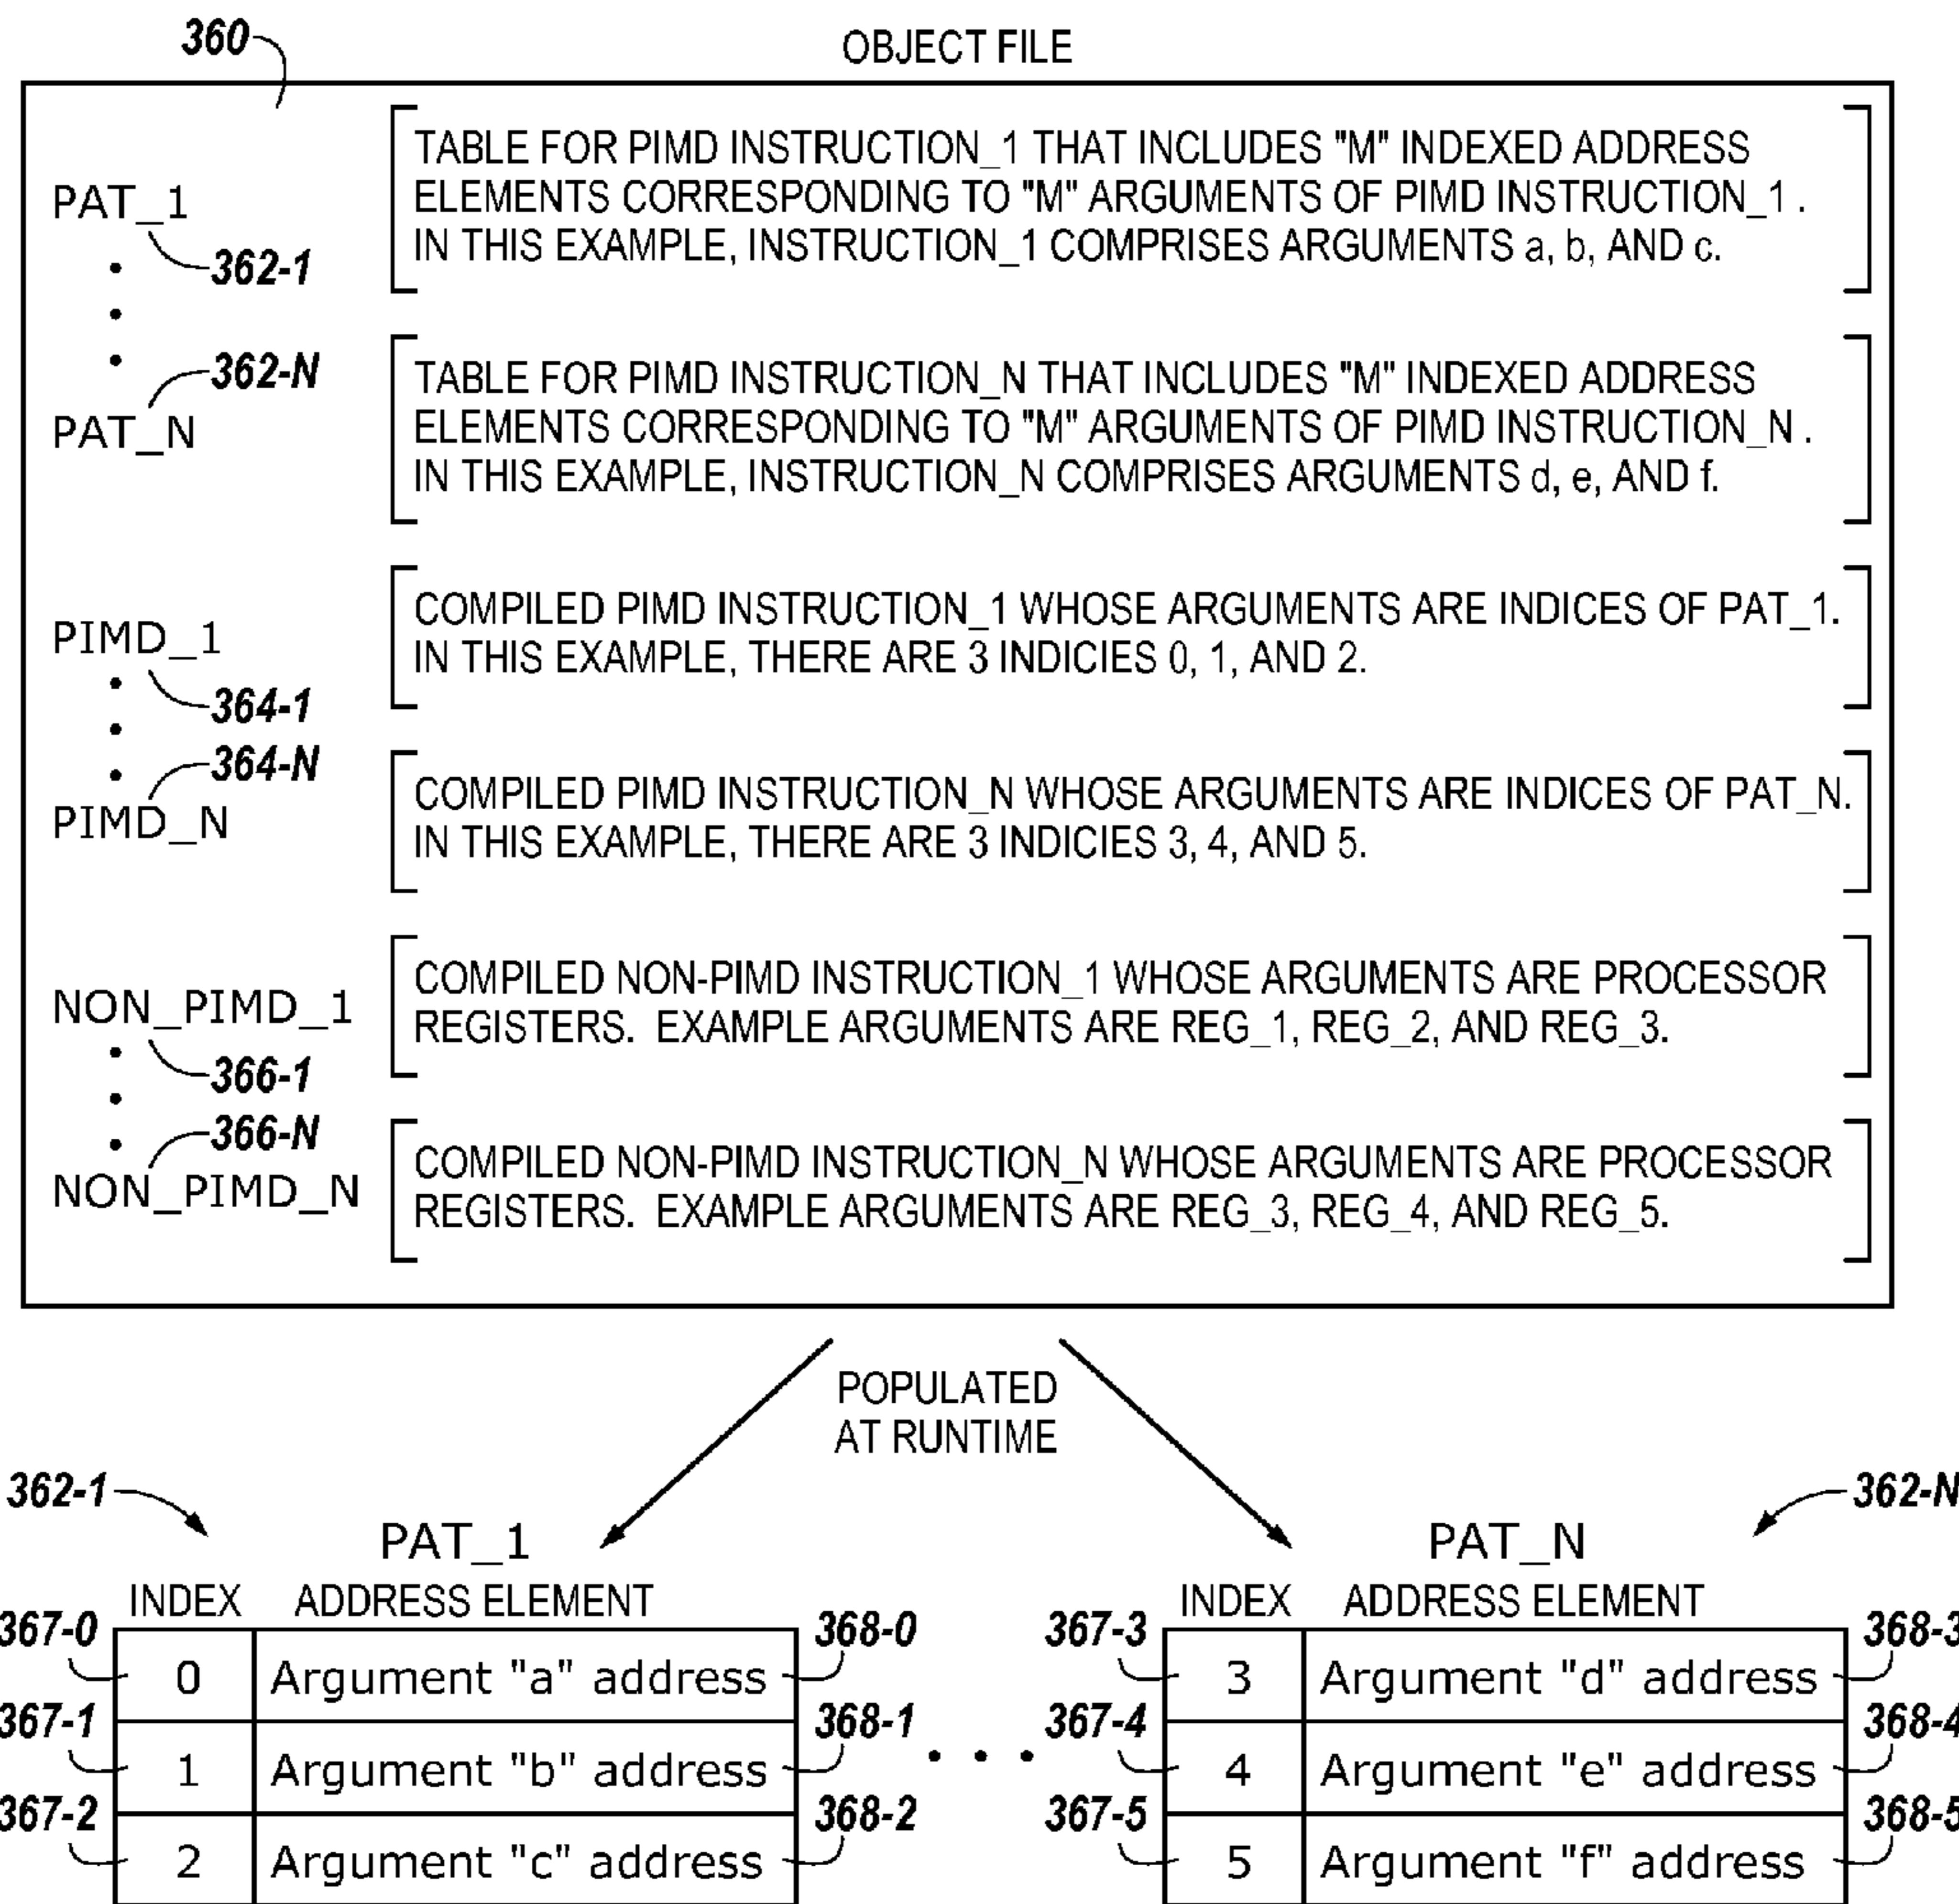 360
OBJECT FILE
PAT_1
362-1
TABLE FOR PIMD INSTRUCTION_1 THAT INCLUDES "M" INDEXED ADDRESS
ELEMENTS CORRESPONDING TO "M" ARGUMENTS OF PIMD INSTRUCTION_1 .
IN THIS EXAMPLE, INSTRUCTION_1 COMPRISES ARGUMENTS a, b, AND c.
362-N
PAT_N
TABLE FOR PIMD INSTRUCTION_N THAT INCLUDES "M" INDEXED ADDRESS
ELEMENTS CORRESPONDING TO "M" ARGUMENTS OF PIMD INSTRUCTION_N .
IN THIS EXAMPLE, INSTRUCTION_N COMPRISES ARGUMENTS d, e, AND f.
PIMD_1
364-1
COMPILED PIMD INSTRUCTION_1 WHOSE ARGUMENTS ARE INDICES OF PAT_1.
IN THIS EXAMPLE, THERE ARE 3 INDICIES 0, 1, AND 2.
364-N
PIMD_N
COMPILED PIMD INSTRUCTION_N WHOSE ARGUMENTS ARE INDICES OF PAT_N.
IN THIS EXAMPLE, THERE ARE 3 INDICIES 3, 4, AND 5.
NON_PIMD_1
366-1
COMPILED NON-PIMD INSTRUCTION_1 WHOSE ARGUMENTS ARE PROCESSOR
REGISTERS. EXAMPLE ARGUMENTS ARE REG_1, REG_2, AND REG_3.
366-N
NON_PIMD_N
COMPILED NON-PIMD INSTRUCTION_N WHOSE ARGUMENTS ARE PROCESSOR
REGISTERS. EXAMPLE ARGUMENTS ARE REG_3, REG_4, AND REG_5.
POPULATED
AT RUNTIME
362-1
PAT_1
INDEX ADDRESS ELEMENT
367-0 0 Argument "a" address 368-0
367-1 1 Argument "b" address 368-1
367-2 2 Argument "c" address 368-2
362-N
PAT_N
INDEX ADDRESS ELEMENT
367-3 3 Argument "d" address 368-3
367-4 4 Argument "e" address 368-4
367-5 5 Argument "f" address 368-5